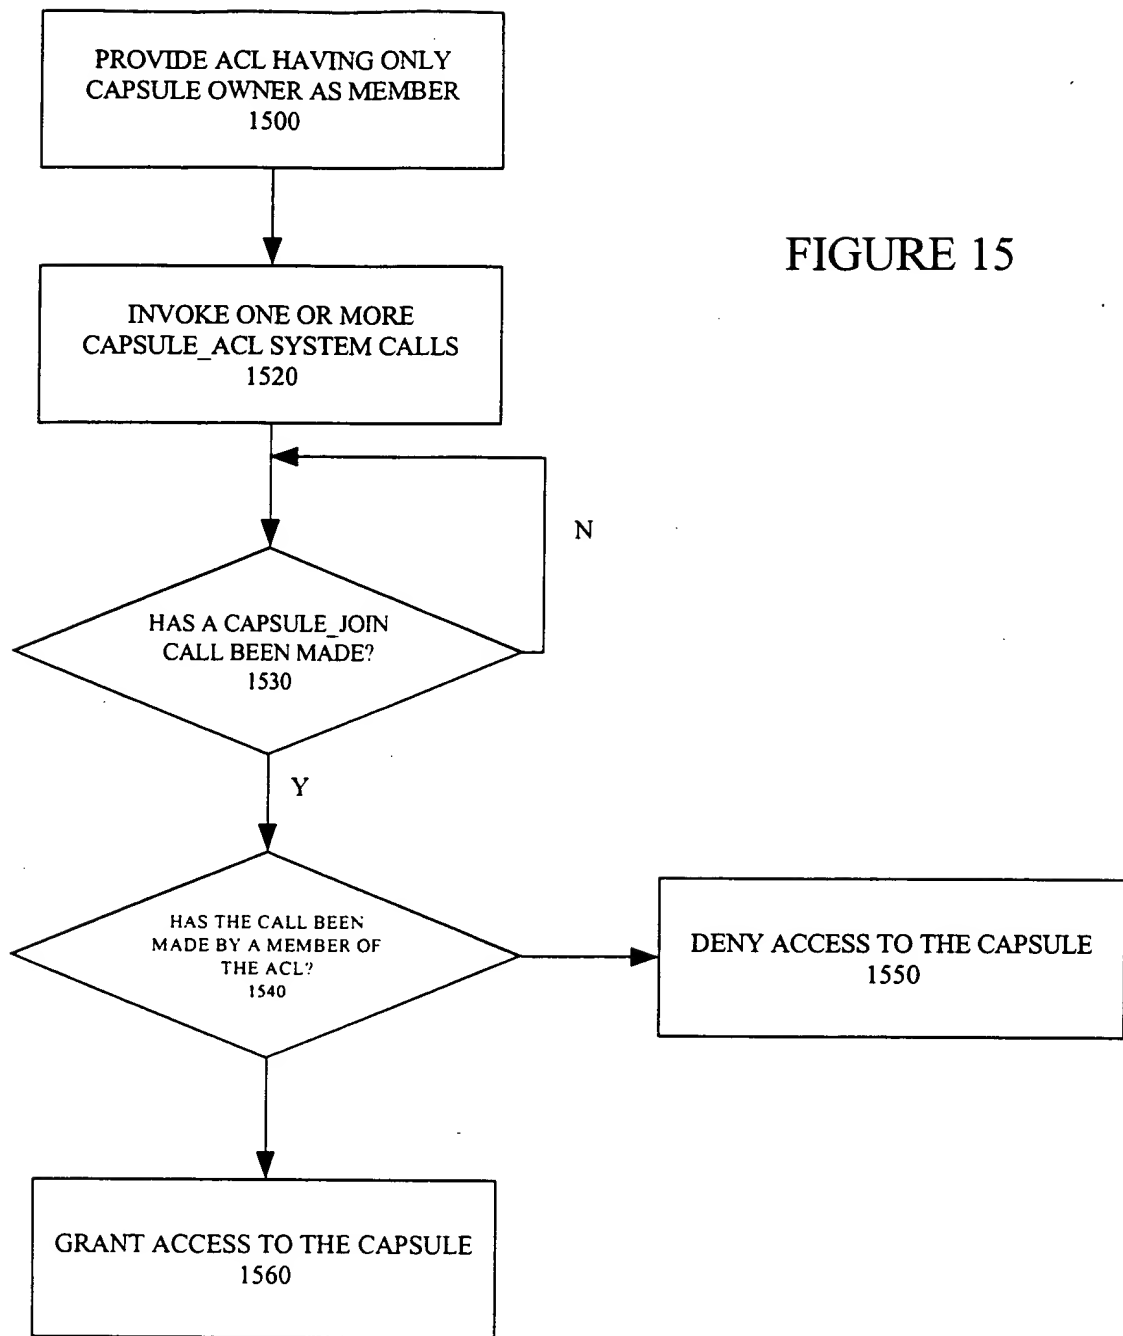 PROVIDE ACL HAVING ONLY
CAPSULE OWNER AS MEMBER
1500
FIGURE 15
INVOKE ONE OR MORE
CAPSULE_ACL SYSTEM CALLS
1520
N
HAS A CAPSULE_JOIN
CALL BEEN MADE?
1530
Y
HAS THE CALL BEEN
MADE BY A MEMBER OF
THE ACL?
1540
DENY ACCESS TO THE CAPSULE
1550
GRANT ACCESS TO THE CAPSULE
1560